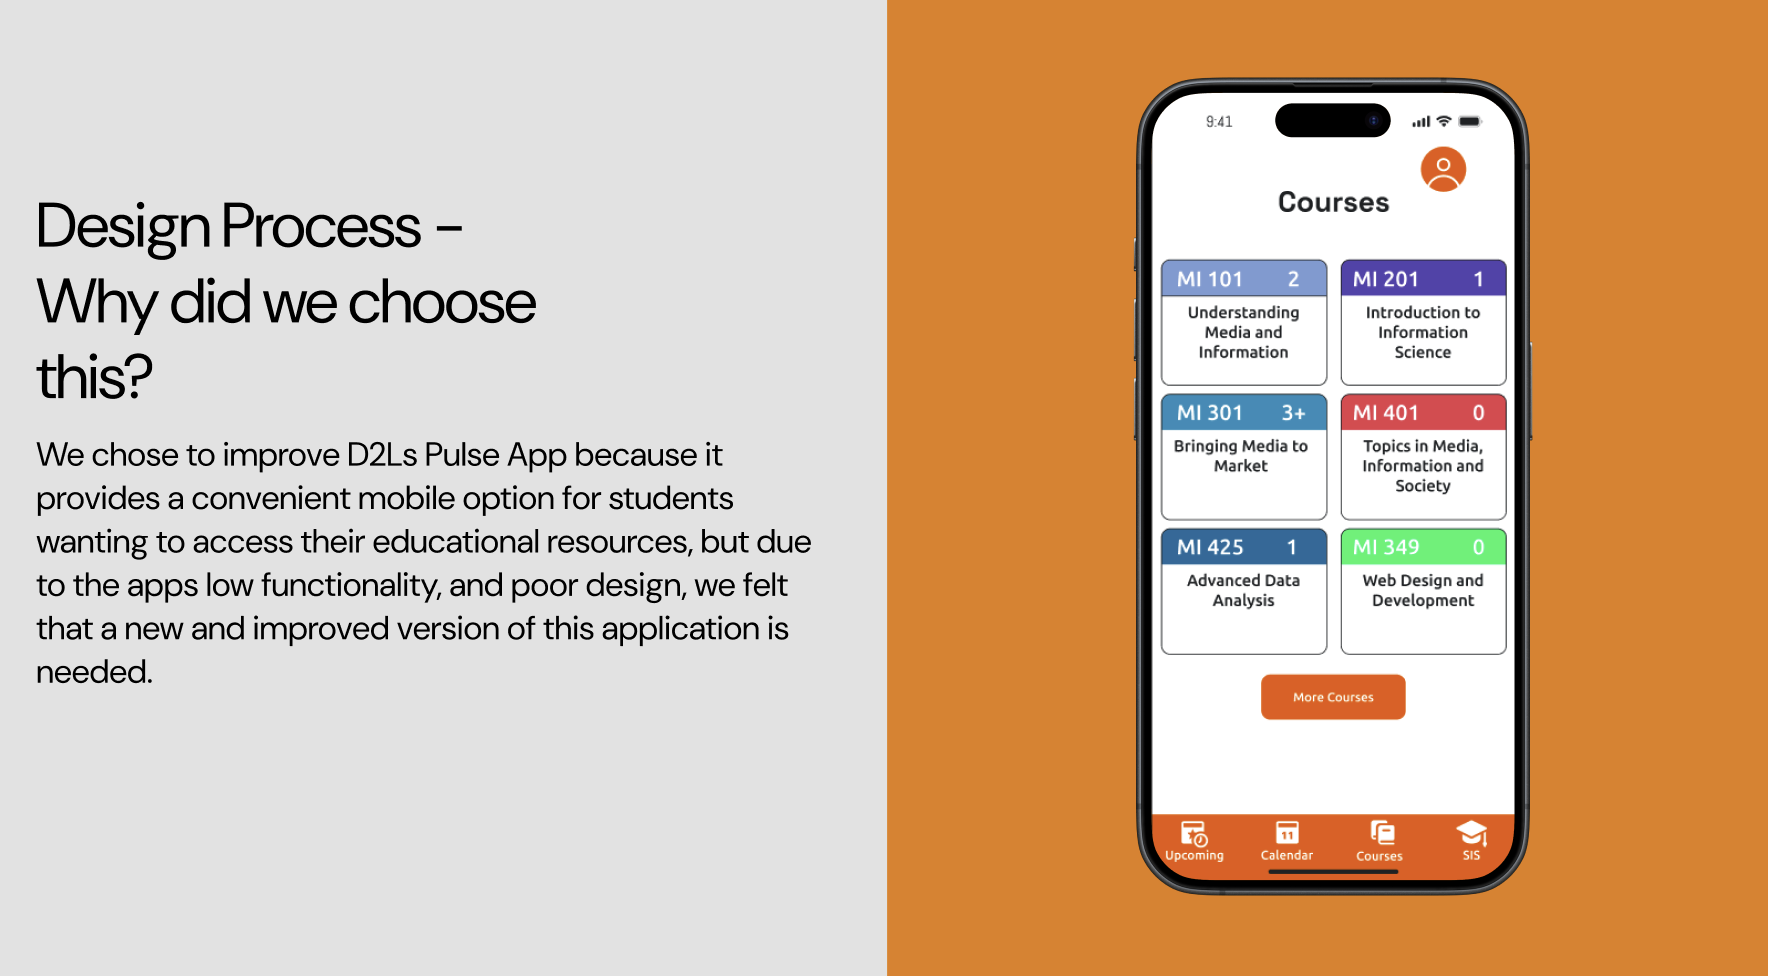 Design Process -
Why did we choose
this?
We chose to improve D2Ls Pulse App because it
provides a convenient mobile option for students
wanting to access their educational resources, but due
to the apps low functionality, and poor design, we felt
that a new and improved version of this application is
needed.
9:41
Courses
MI 101 2
Understanding
Media and
Information
MI 201 1
Introduction to
Information
Science
MI 301 3+
Bringing Media to
Market
MI 401 0
Topics in Media,
Information and
Society
MI 425 1
Advanced Data
Analysis
MI 349 0
Web Design and
Development
More Courses
11
Upcoming
Calendar
Courses
SIS